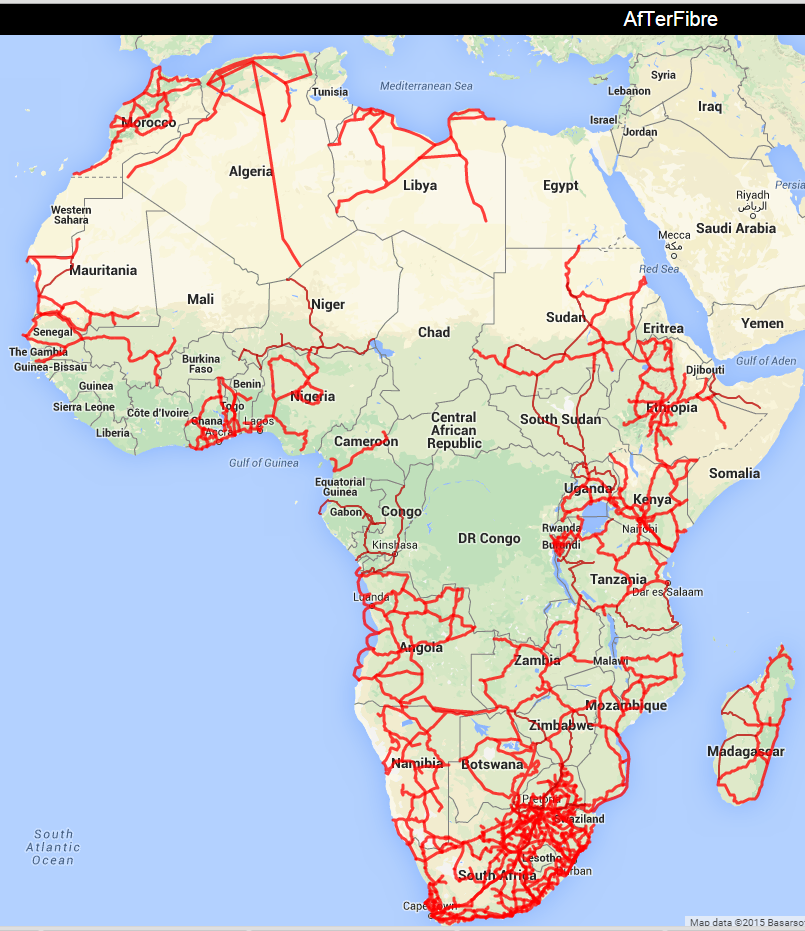 AfTerFibre
Syria
Mediterranean Sea
Tunisia
Lebanon
Iraq
Israel
Jordan
Morocco
Algeria
Libya
Egypt
Persia
Riyadh
الرياض
Saudi Arabia
Western
Sahara
Mecca
مكة
Red Sea
Mauritania
Mali
Niger
Chad
Sudan
Eritrea
Yemen
Senegal
The Gambia
Guinea-Bissau
Burkina
Faso
Gulf of Aden
Djibouti
Guinea
Benin
Nigeria
Sierra Leone
Côte d'Ivoire
Togo
Ghana
Lagos
Accra
Liberia
Ethiopia
South Sudan
Central
African
Republic
Cameroon
Gulf of Guinea
Somalia
Equatorial
Guinea
Gabon
Congo
Uganda
Kenya
Nairobi
Rwanda
Burundi
DR Congo
Kinshasa
Tanzania
Dar es Salaam
Luanda
Angola
Zambia
Malawi
Mozambique
Zimbabwe
Madagascar
Namibia
Botswana
Pretoria
Swaziland
South
Atlantic
Ocean
Lesotho
Durban
South Africa
Cape Town
Map data ©2015 Basarso